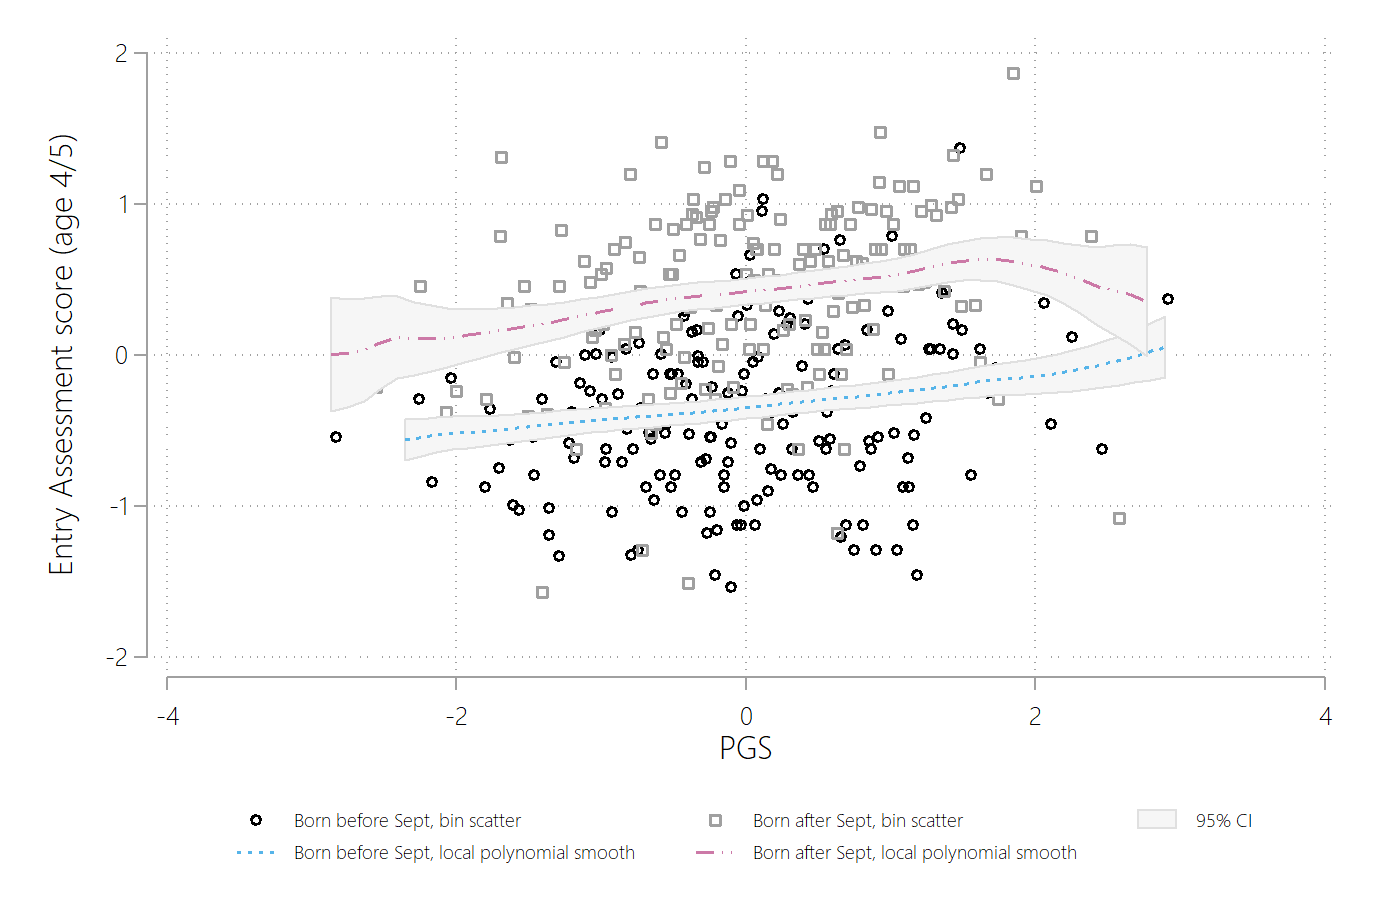 Entry Assessment score (age 4/5)
2
1
0
-1
-2
-4
-2
0
2
4
PGS
Born before Sept, bin scatter
Born after Sept, bin scatter
95% CI
Born before Sept, local polynomial smooth
Born after Sept, local polynomial smooth